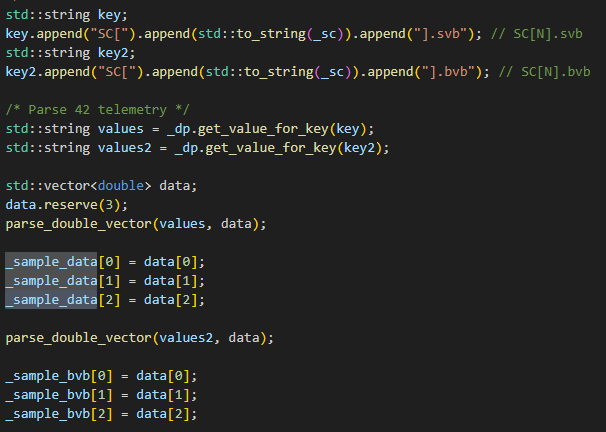 std::string key;
key.append("SC[").append(std::to_string(_sc)).append("].svb"); // SC[N].svb
std::string key2;
key2.append("SC[").append(std::to_string(_sc)).append("].bvb"); // SC[N].bvb
/* Parse 42 telemetry */
std::string values = _dp.get_value_for_key(key);
std::string values2 = _dp.get_value_for_key(key2);
std::vector<double> data;
data.reserve(3);
parse_double_vector(values, data);
_sample_data[0] = data[0];
_sample_data[1] = data[1];
_sample_data[2] = data[2];
parse_double_vector(values2, data);
_sample_bvb[0] = data[0];
_sample_bvb[1] = data[1];
_sample_bvb[2] = data[2];